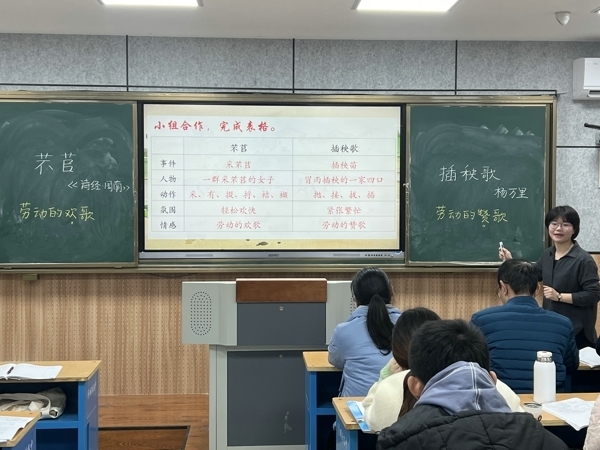 芣苢
《诗经·周南》
劳动的欢歌
小组合作，完成表格。
芣苢 插秧歌
事件 采芣苢 插秧苗
人物 一群采芣苢的女子 冒雨插秧的一家四口
动作 采、有、掇、捋、袺、襭 抛、接、拔、插
氛围 轻松欢快 紧张繁忙
情感 劳动的欢歌 劳动的赞歌
插秧歌
杨万里
劳动的赞歌